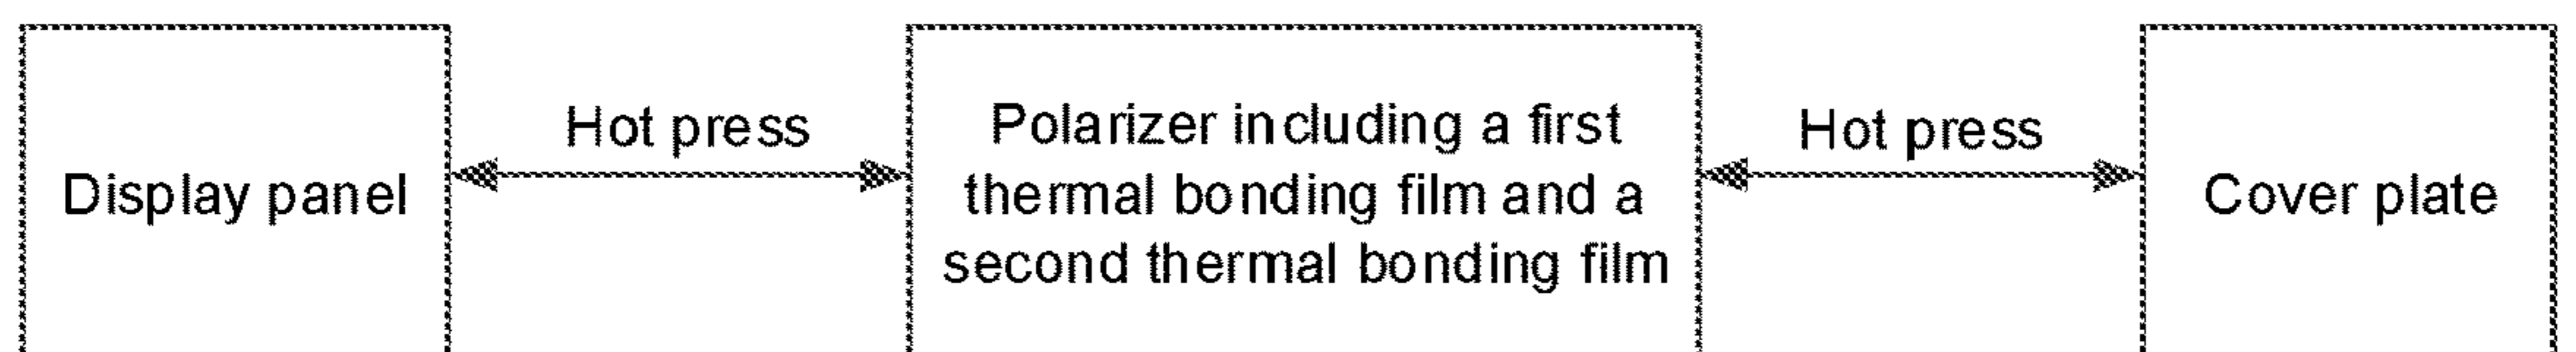 Display panel
Hot press
Polarizer including a first
thermal bonding film and a
second thermal bonding film
Hot press
Cover plate